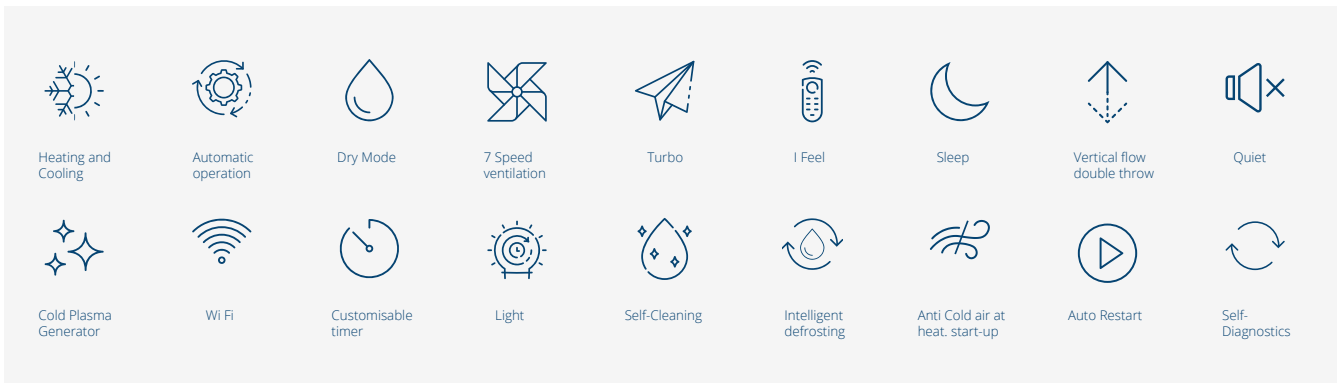 Heating and
Cooling
Automatic
operation
Dry Mode
7 Speed
ventilation
Turbo
I Feel
Sleep
Vertical flow
double throw
Quiet
Cold Plasma
Generator
Wi Fi
Customisable
timer
Light
Self-Cleaning
Intelligent
defrosting
Anti Cold air at
heat. start-up
Auto Restart
Self-
Diagnostics